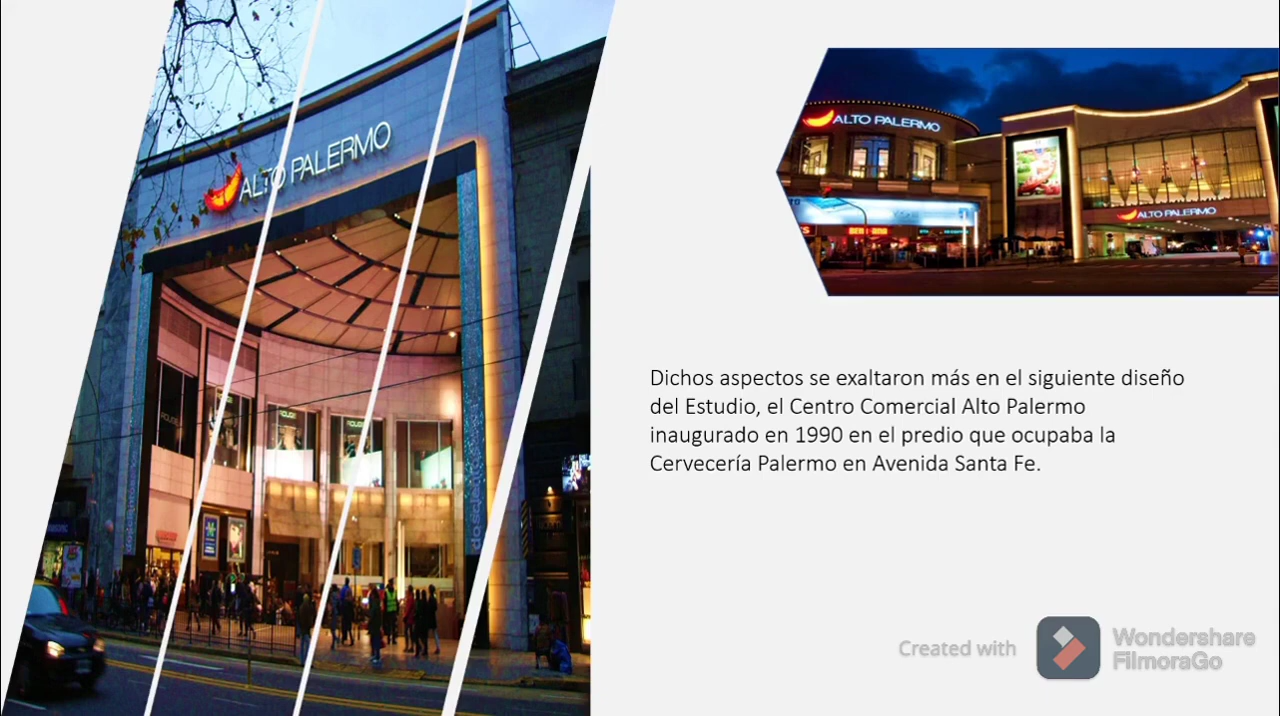 ALTO PALERMO
ALTO PALERMO
ALTO PALERMO
Dichos aspectos se exaltaron más en el siguiente diseño
del Estudio, el Centro Comercial Alto Palermo
inaugurado en 1990 en el predio que ocupaba la
Cervecería Palermo en Avenida Santa Fe.
Created with
Wondershare
FilmoraGo